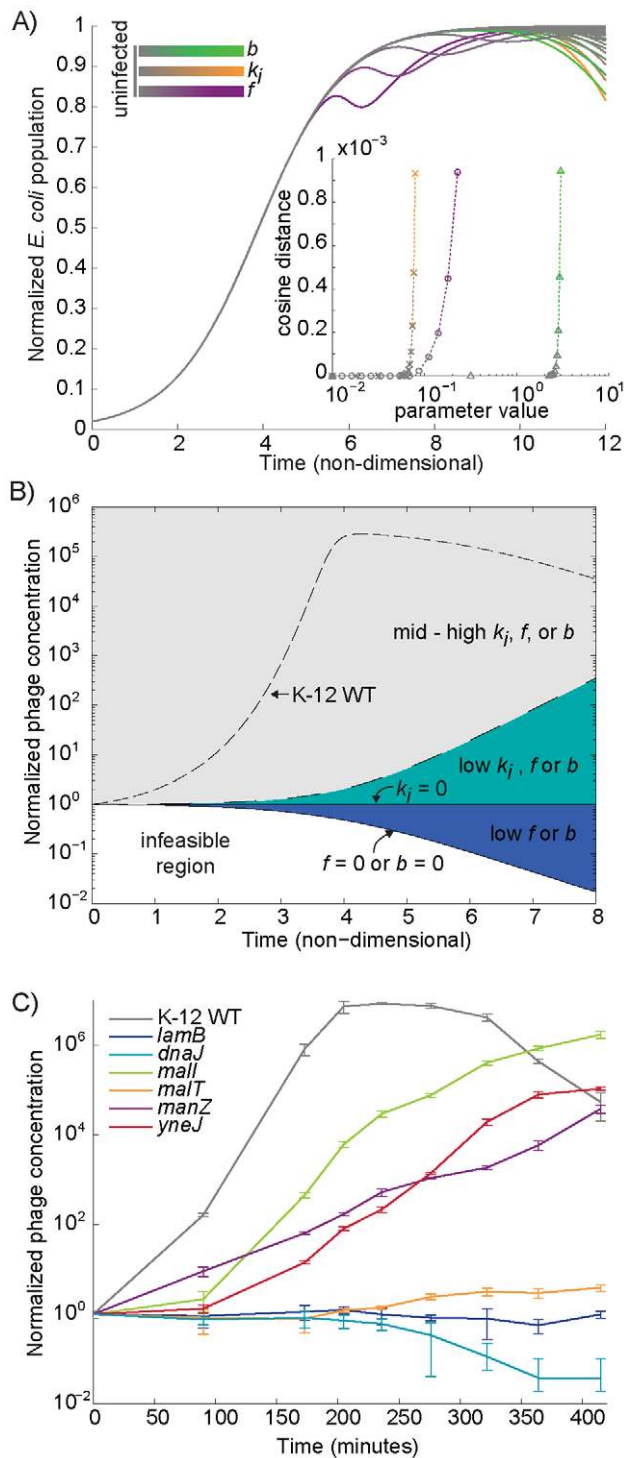 A)
uninfected
b
kj
f
Normalized E. coli population
1
0.9
0.8
0.7
0.6
0.5
0.4
0.3
0.2
0.1
0
0 2 4 6 8 10 12
Time (non-dimensional)
x10⁻³
cosine distance
1
0.8
0.6
0.4
0.2
0
10⁻² 10⁻¹ 10⁰ 10¹
parameter value
B)
Normalized phage concentration
10⁶
10⁵
10⁴
10³
10²
10¹
10⁰
10⁻¹
10⁻²
K-12 WT
mid - high kj, f, or b
low kj , f or b
kj = 0
low f or b
infeasible
region
f = 0 or b = 0
0 1 2 3 4 5 6 7 8
Time (non-dimensional)
C)
K-12 WT
lamB
dnaJ
malI
malT
manZ
yneJ
Normalized phage concentration
10⁶
10⁴
10²
10⁰
10⁻²
0 50 100 150 200 250 300 350 400
Time (minutes)